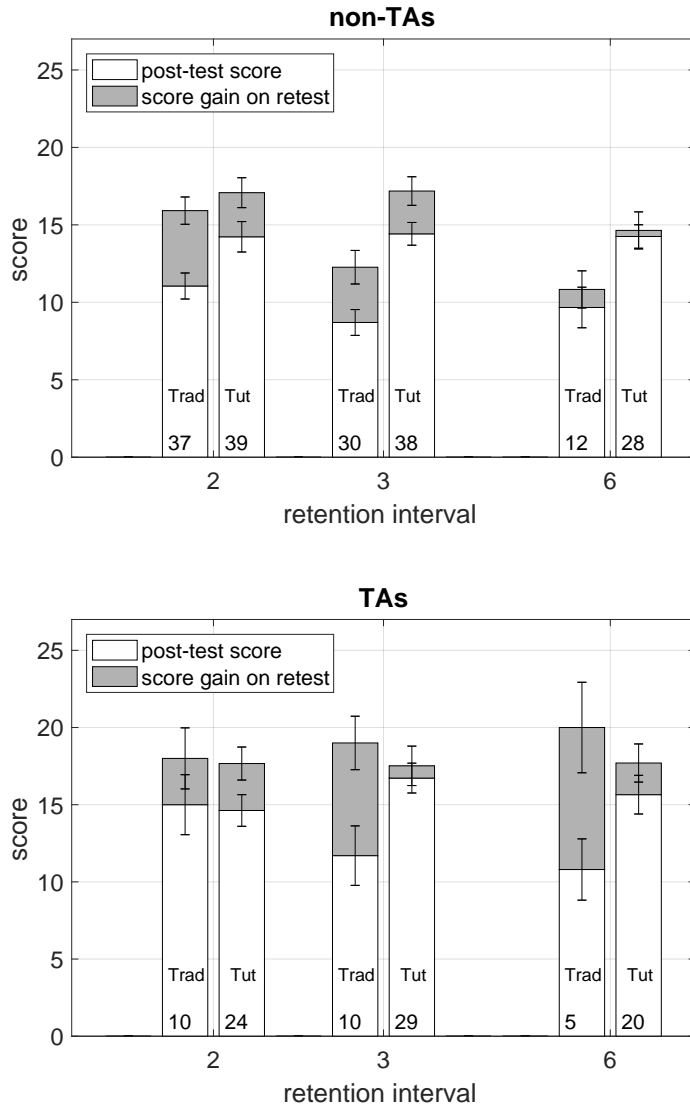 non-TAs
25
20
15
10
5
0
score
post-test score
score gain on retest
Trad Tut Trad Tut Trad Tut
37 39 30 38 12 28
2 3 6
retention interval
TAs
25
20
15
10
5
0
score
post-test score
score gain on retest
Trad Tut Trad Tut Trad Tut
10 24 10 29 5 20
2 3 6
retention interval